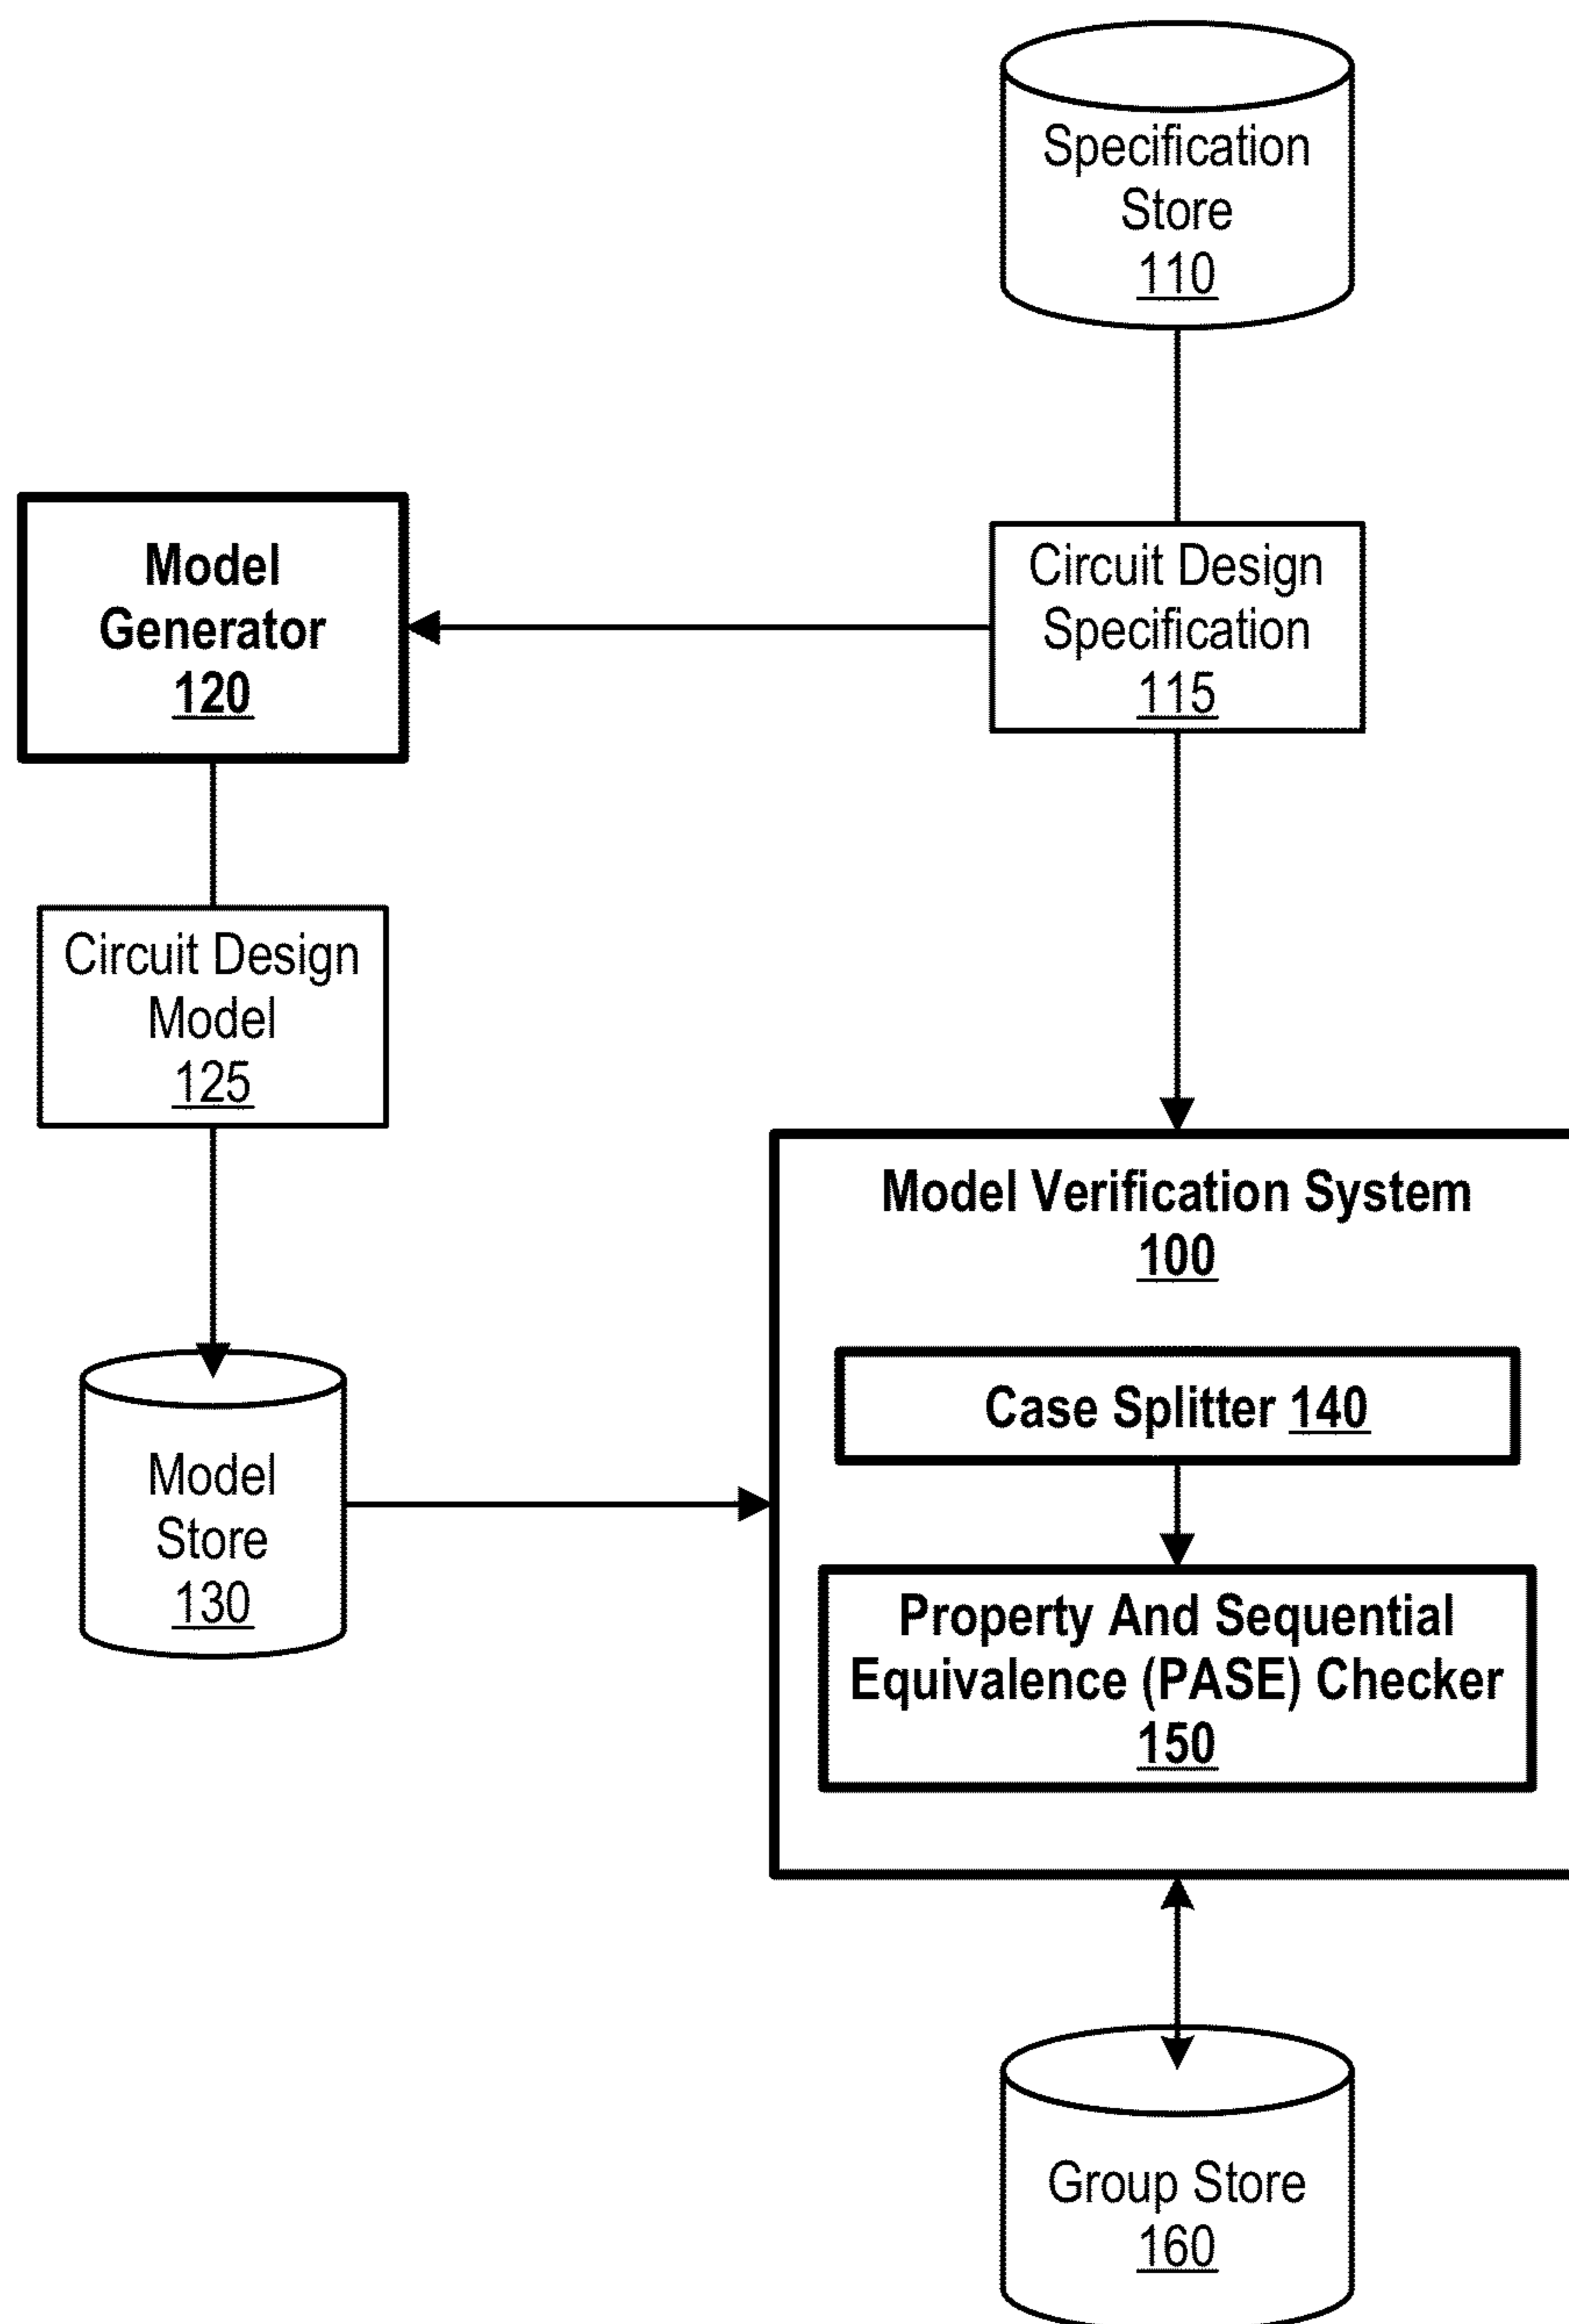 Specification
Store
110
Model
Generator
120
Circuit Design
Specification
115
Circuit Design
Model
125
Model Verification System
100
Case Splitter 140
Model
Store
130
Property And Sequential
Equivalence (PASE) Checker
150
Group Store
160